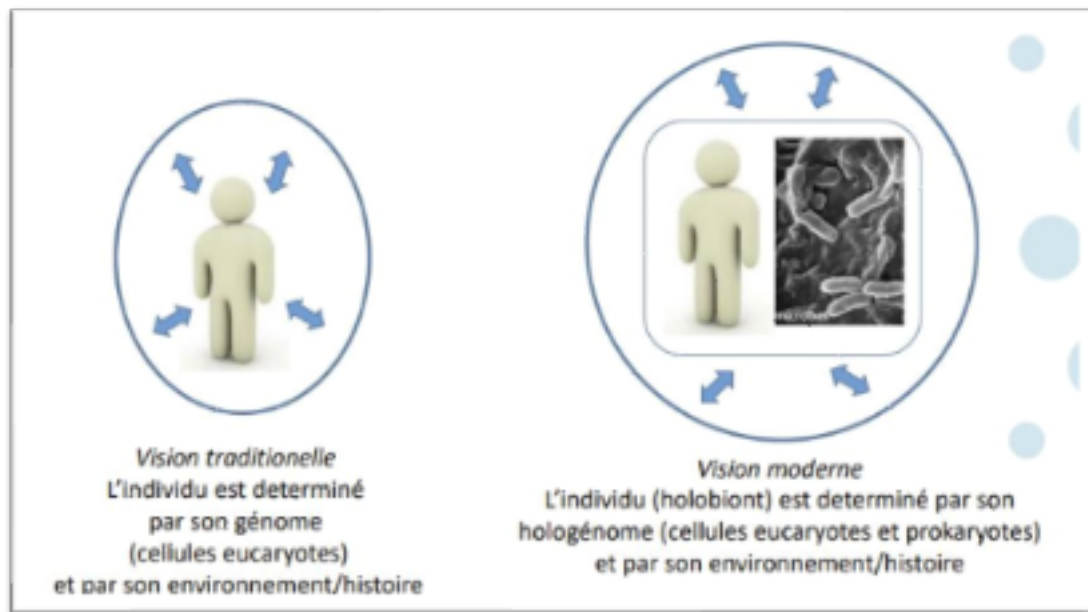 Vision traditionelle
L'individu est determiné
par son génome
(cellules eucaryotes)
et par son environnement/histoire
Vision moderne
L'individu (holobiont) est determiné par son
hologénome (cellules eucaryotes et prokaryotes)
et par son environnement/histoire